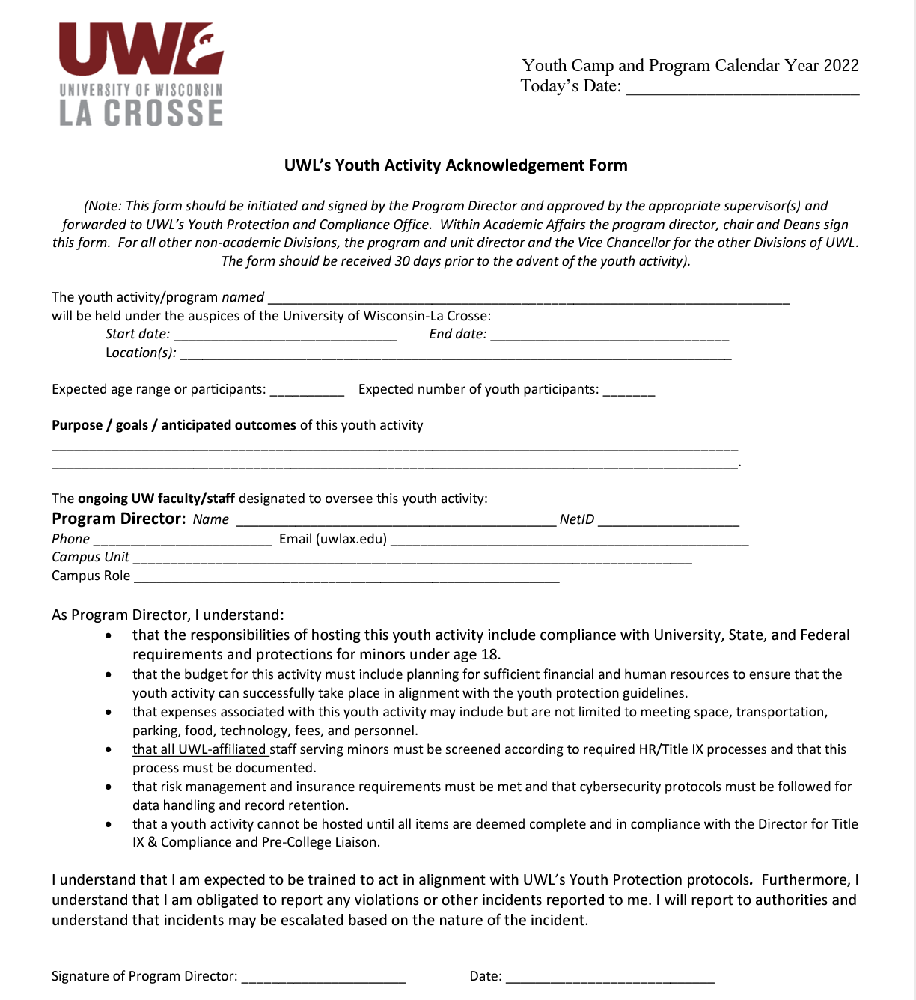 UWL
UNIVERSITY OF WISCONSIN
LA CROSSE
Youth Camp and Program Calendar Year 2022
Today’s Date: __________________________
UWL’s Youth Activity Acknowledgement Form
(Note: This form should be initiated and signed by the Program Director and approved by the appropriate supervisor(s) and
forwarded to UWL’s Youth Protection and Compliance Office.  Within Academic Affairs the program director, chair and Deans sign
this form.  For all other non-academic Divisions, the program and unit director and the Vice Chancellor for the other Divisions of UWL.
The form should be received 30 days prior to the advent of the youth activity).
The youth activity/program named ______________________________________________________________________
will be held under the auspices of the University of Wisconsin-La Crosse:
Start date: ______________________________ End date: ________________________________
Location(s): __________________________________________________________________________
Expected age range or participants: __________ Expected number of youth participants: _______
Purpose / goals / anticipated outcomes of this youth activity
____________________________________________________________________________________________
____________________________________________________________________________________________.
The ongoing UW faculty/staff designated to oversee this youth activity:
Program Director: Name ___________________________________________ NetID ___________________
Phone ________________________ Email (uwlax.edu) ________________________________________________
Campus Unit ___________________________________________________________________________
Campus Role _________________________________________________________
As Program Director, I understand:
• that the responsibilities of hosting this youth activity include compliance with University, State, and Federal
requirements and protections for minors under age 18.
• that the budget for this activity must include planning for sufficient financial and human resources to ensure that the
youth activity can successfully take place in alignment with the youth protection guidelines.
• that expenses associated with this youth activity may include but are not limited to meeting space, transportation,
parking, food, technology, fees, and personnel.
• that all UWL-affiliated staff serving minors must be screened according to required HR/Title IX processes and that this
process must be documented.
• that risk management and insurance requirements must be met and that cybersecurity protocols must be followed for
data handling and record retention.
• that a youth activity cannot be hosted until all items are deemed complete and in compliance with the Director for Title
IX & Compliance and Pre-College Liaison.
I understand that I am expected to be trained to act in alignment with UWL’s Youth Protection protocols.  Furthermore, I
understand that I am obligated to report any violations or other incidents reported to me. I will report to authorities and
understand that incidents may be escalated based on the nature of the incident.
Signature of Program Director: ______________________ Date: ____________________________